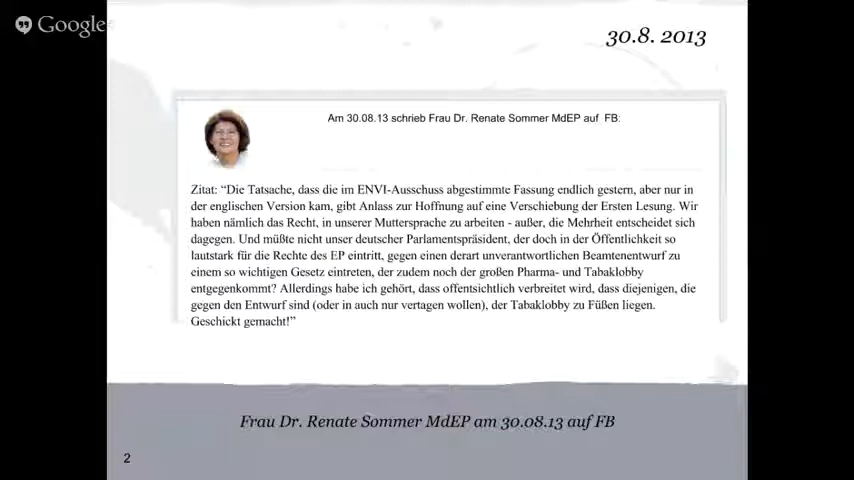 Google
30.8. 2013
Am 30.08.13 schrieb Frau Dr. Renate Sommer MdEP auf FB:
Zitat: “Die Tatsache, dass die im ENVI-Ausschuss abgestimmte Fassung endlich gestern, aber nur in
der englischen Version kam, gibt Anlass zur Hoffnung auf eine Verschiebung der Ersten Lesung. Wir
haben nämlich das Recht, in unserer Muttersprache zu arbeiten - außer, die Mehrheit entscheidet sich
dagegen. Und müßte nicht unser deutscher Parlamentspräsident, der doch in der Öffentlichkeit so
lautstark für die Rechte des EP eintritt, gegen einen derart unverantwortlichen Beamtenentwurf zu
einem so wichtigen Gesetz eintreten, der zudem noch der großen Pharma- und Tabaklobby
entgegenkommt? Allerdings habe ich gehört, dass offentsichtlich verbreitet wird, dass diejenigen, die
gegen den Entwurf sind (oder in auch nur vertagen wollen), der Tabaklobby zu Füßen liegen.
Geschickt gemacht!”
Frau Dr. Renate Sommer MdEP am 30.08.13 auf FB
2